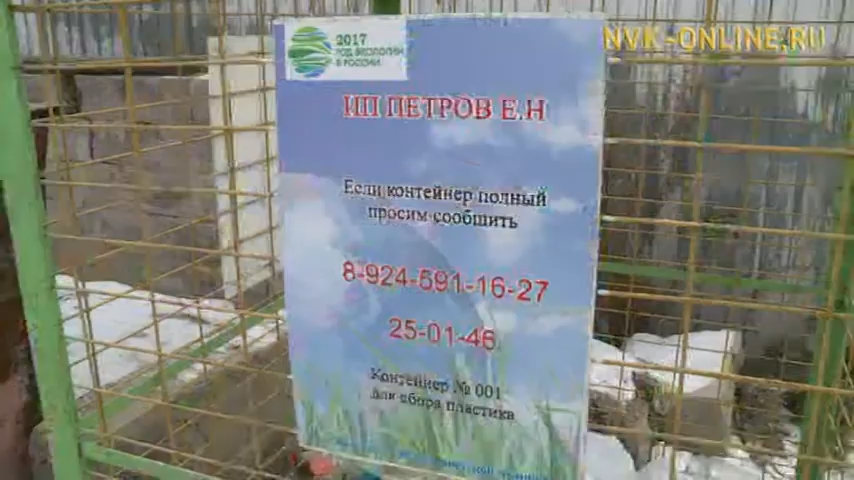 NVK-ONLINE.RU
2017
ГОД ЭКОЛОГИИ
В РОССИИ
ИП ПЕТРОВ Е.Н
Если контейнер полный
просим сообщить
8-924-591-16-27
25-01-46
Контейнер № 001
для сбора пластика